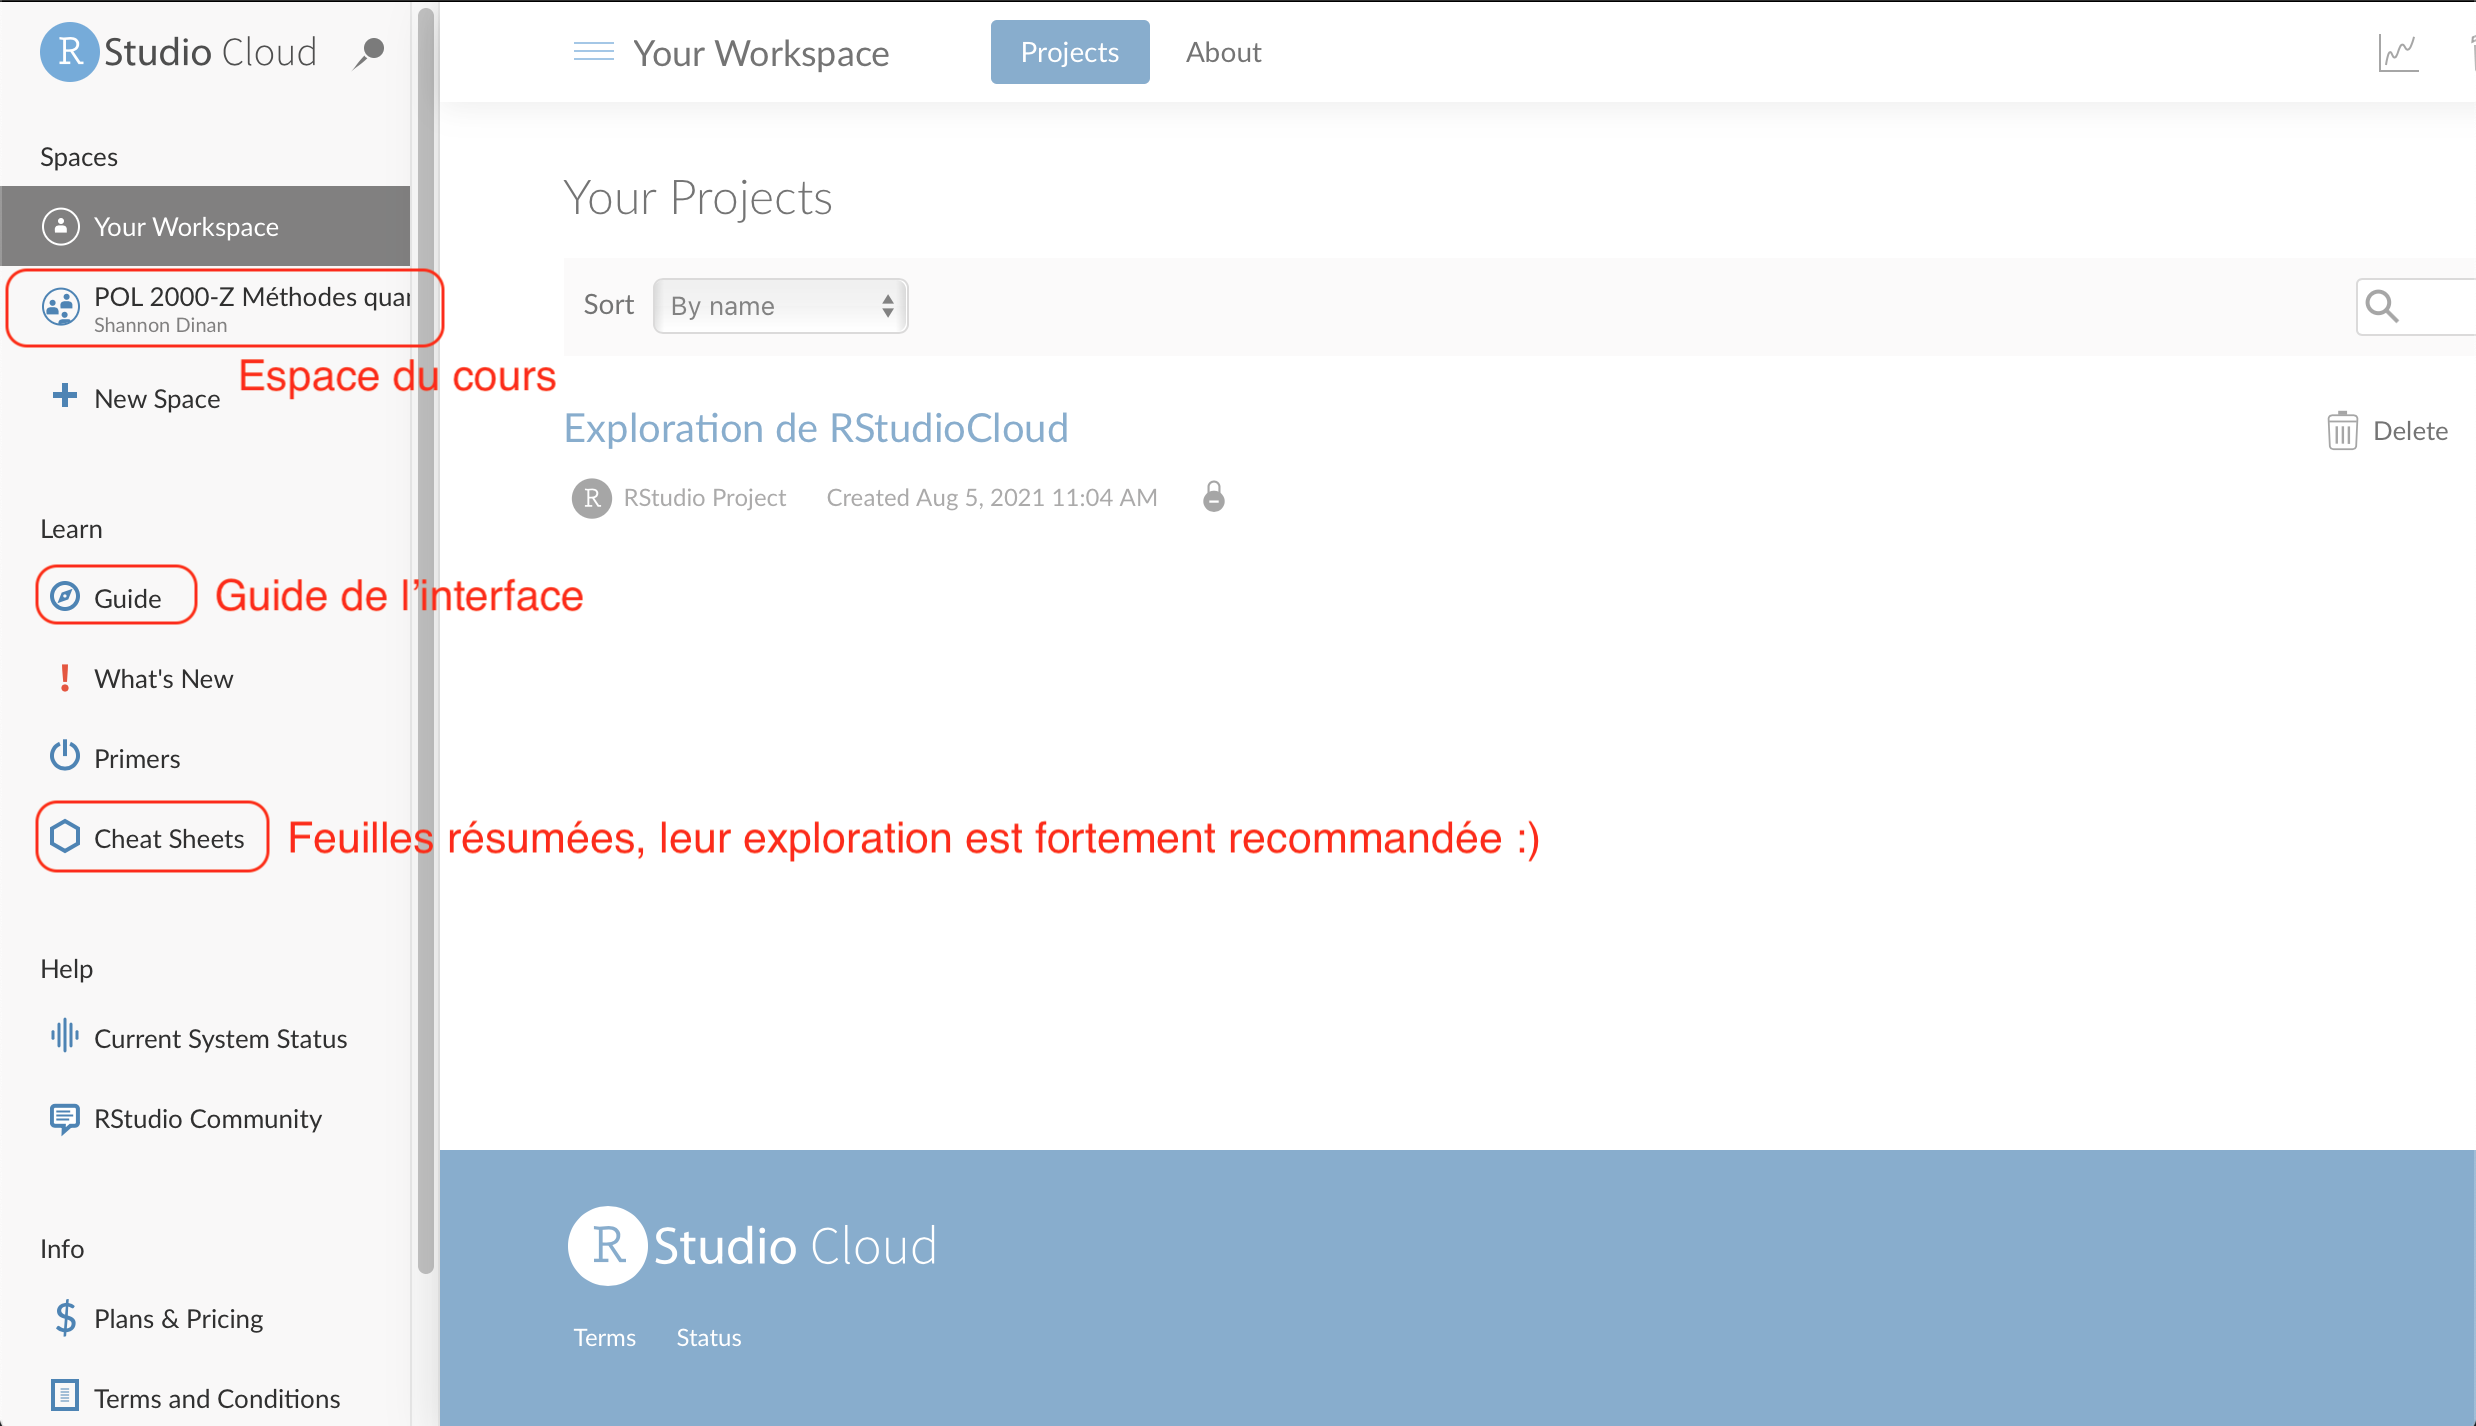 RStudio Cloud
Spaces
Your Workspace
POL 2000-Z Méthodes quan
Shannon Dinan
Espace du cours
New Space
Learn
Guide
Guide de l’interface
What's New
Primers
Cheat Sheets
Feuilles résumées, leur exploration est fortement recommandée :)
Help
Current System Status
RStudio Community
Info
Plans & Pricing
Terms and Conditions
Your Workspace
Projects
About
Your Projects
Sort
By name
Exploration de RStudioCloud
Delete
RStudio Project Created Aug 5, 2021 11:04 AM
RStudio Cloud
Terms Status